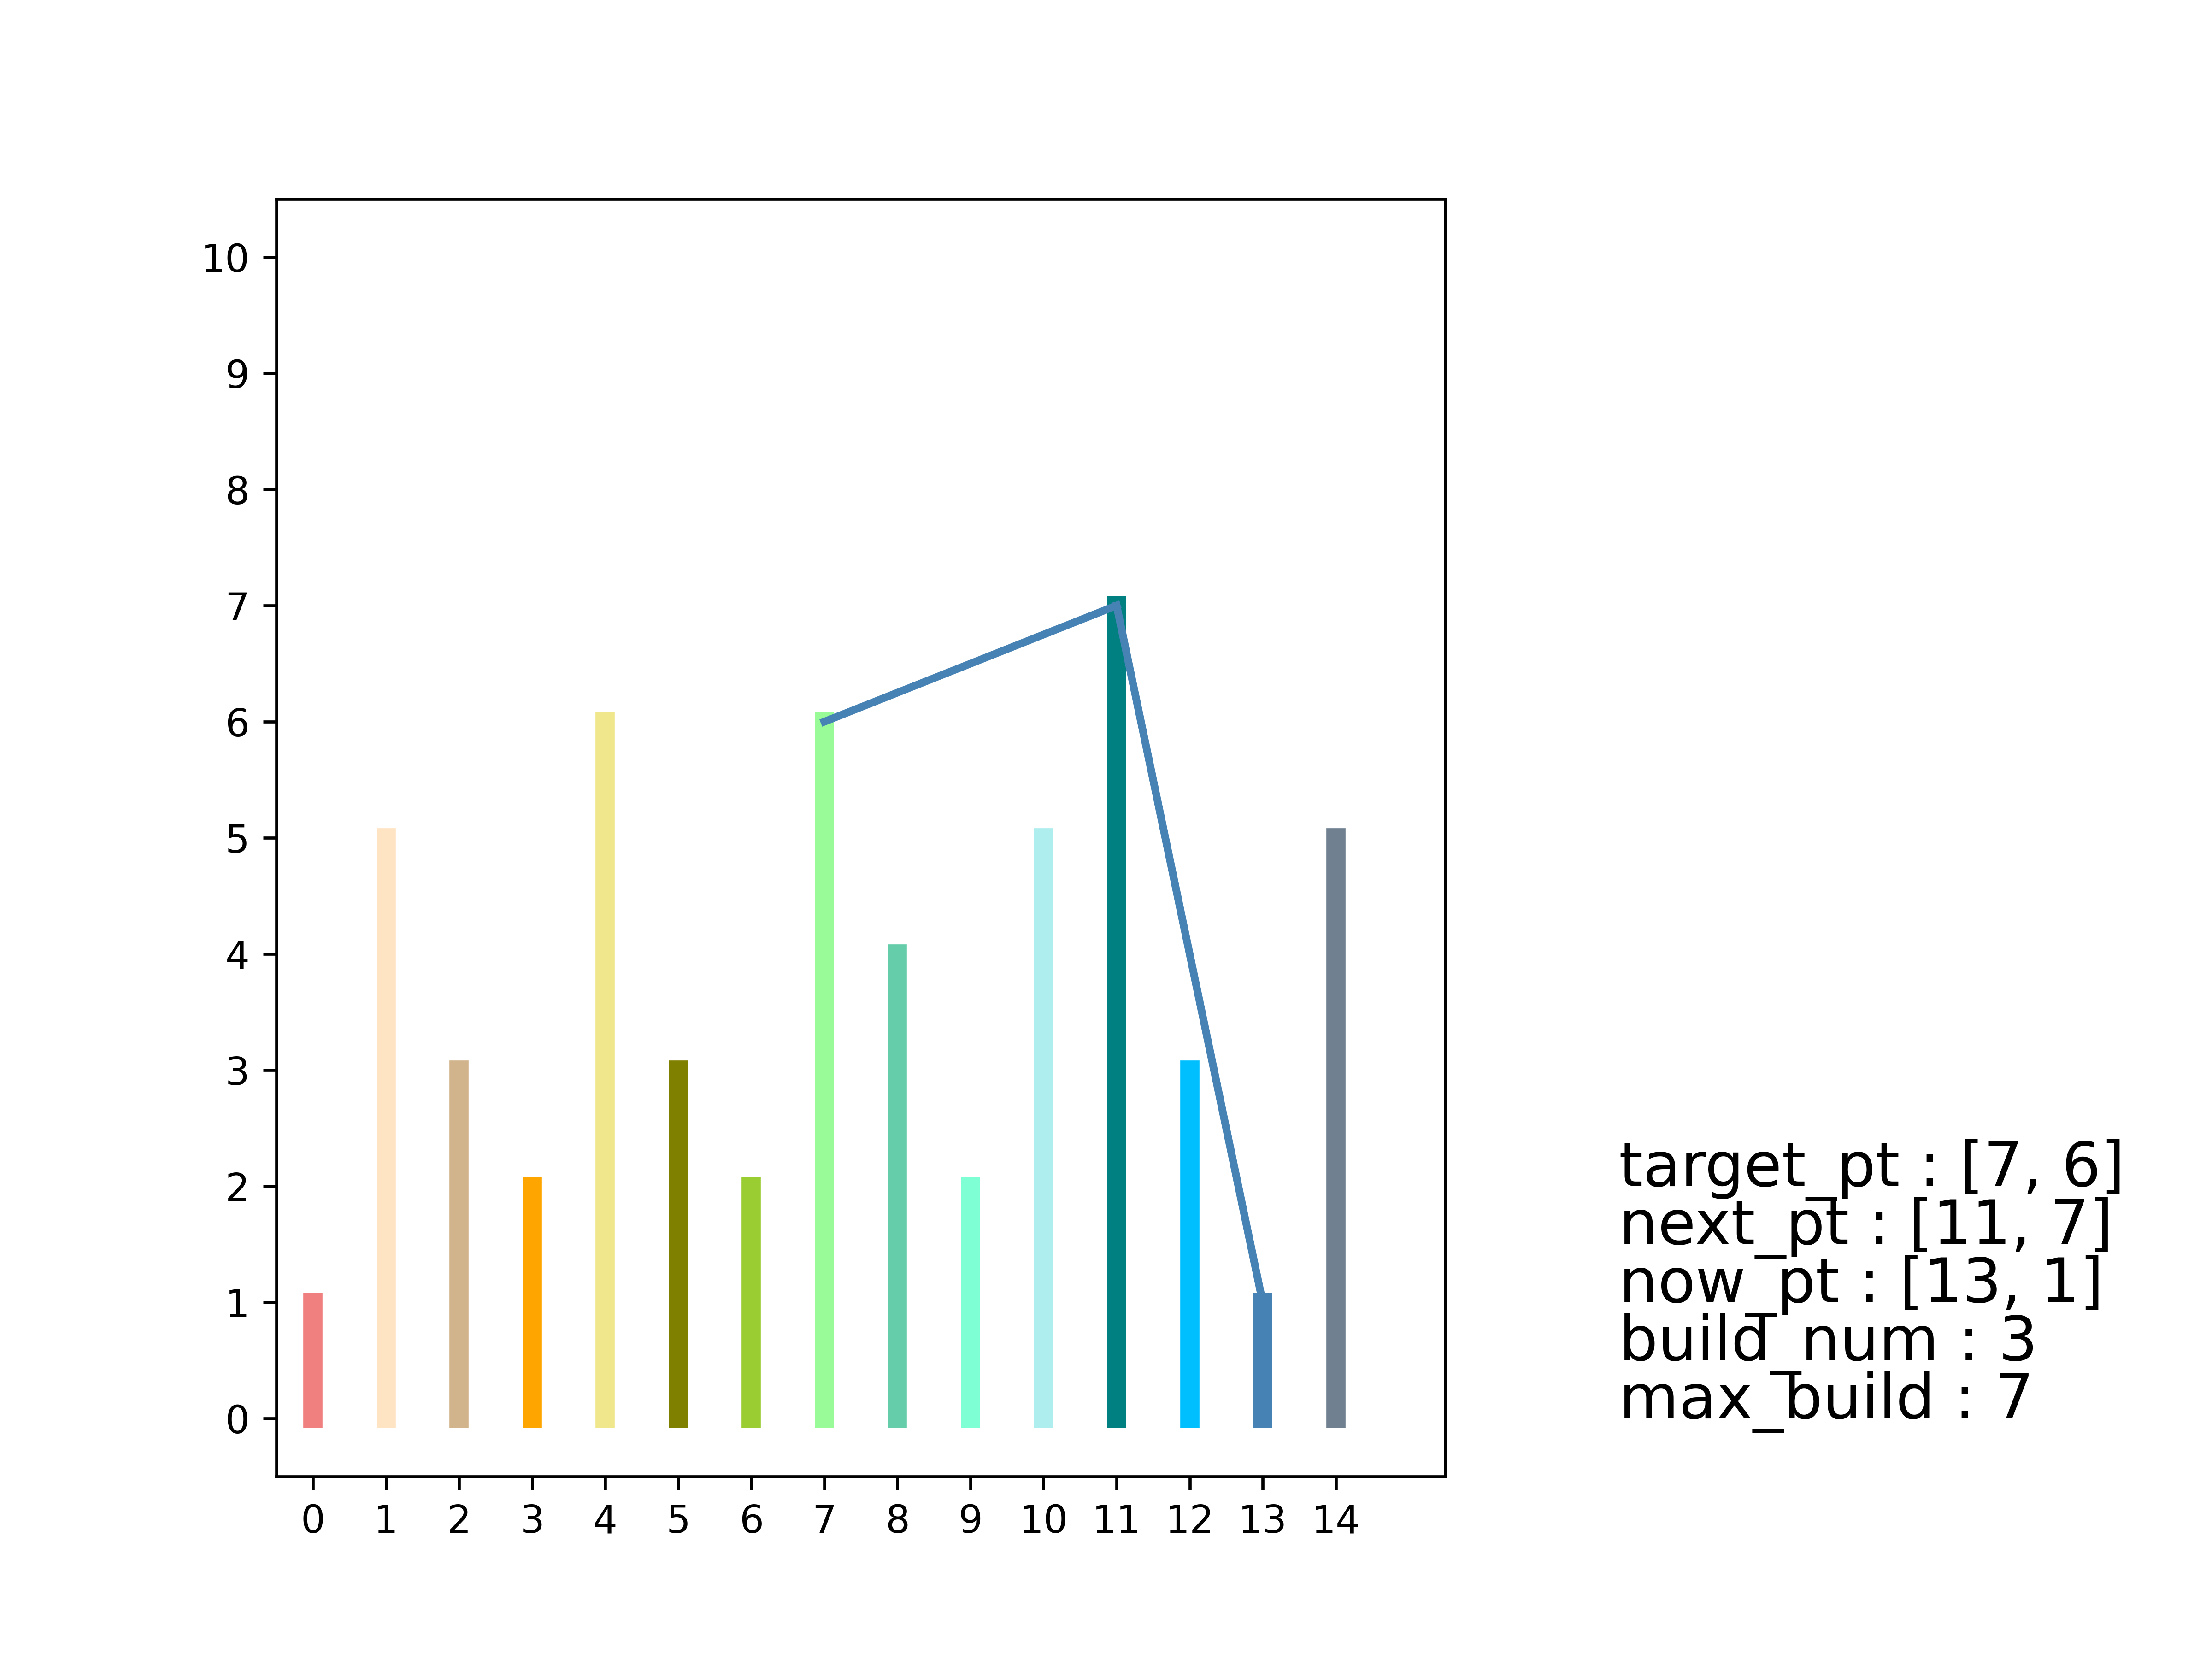 10
9
8
7
6
5
4
3
2
1
0
0 1 2 3 4 5 6 7 8 9 10 11 12 13 14
target_pt : [7, 6]
next_pt : [11, 7]
now_pt : [13, 1]
build_num : 3
max_build : 7